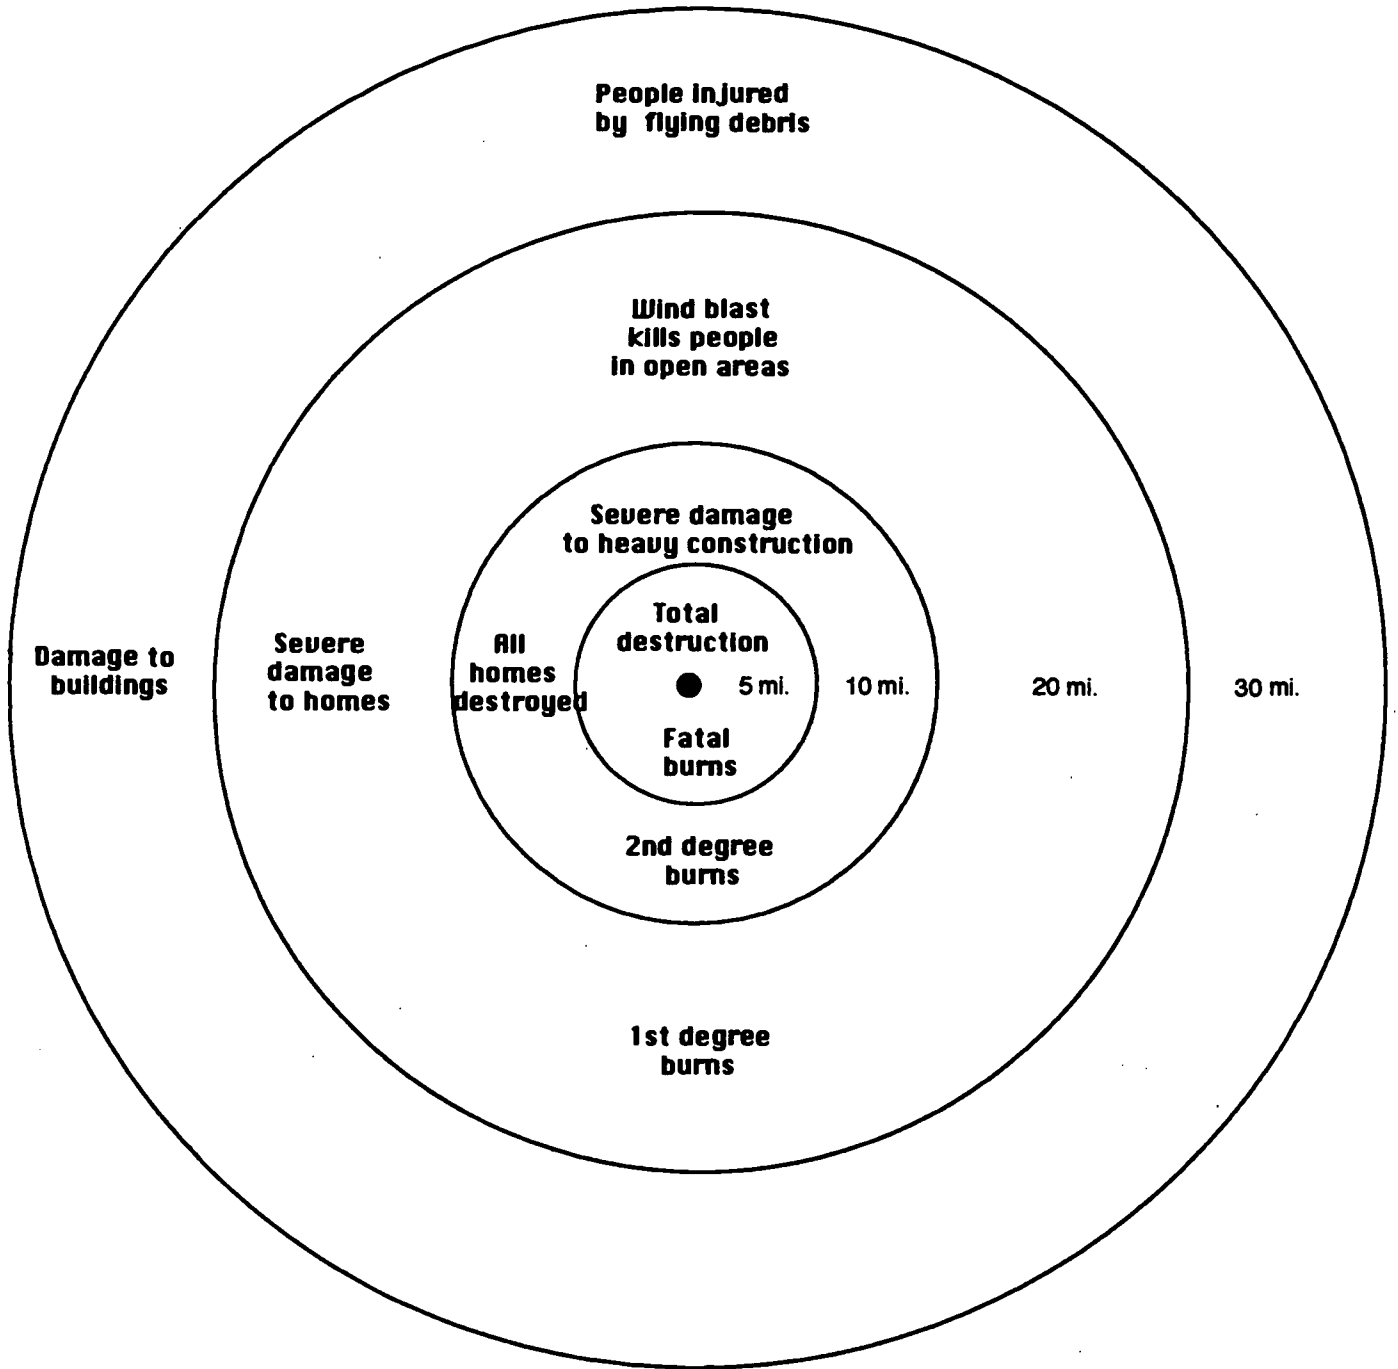 People injured
by flying debris
Wind blast
kills people
in open areas
Severe damage
to heavy construction
Total
destruction
Damage to
buildings
Severe
damage
to homes
All
homes
destroyed
5 mi.
10 mi.
20 mi.
30 mi.
Fatal
burns
2nd degree
burns
1st degree
burns